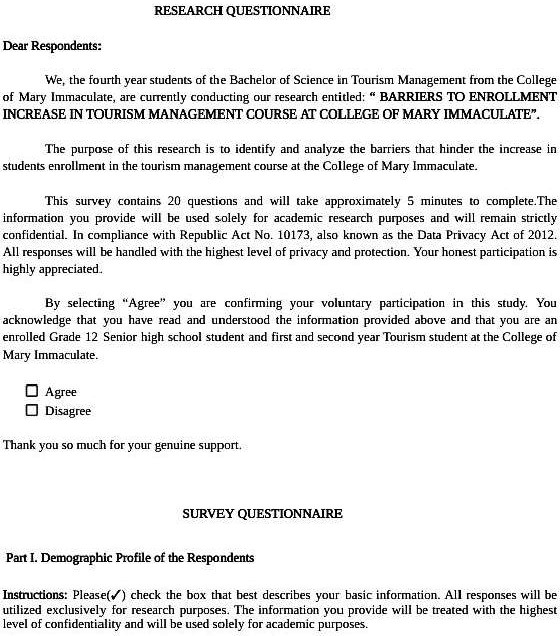 RESEARCH QUESTIONNAIRE
Dear Respondents:
We, the fourth year students of the Bachelor of Science in Tourism Management from the College
of Mary Immaculate, are currently conducting our research entitled: “ BARRIERS TO ENROLLMENT
INCREASE IN TOURISM MANAGEMENT COURSE AT COLLEGE OF MARY IMMACULATE”.
The purpose of this research is to identify and analyze the barriers that hinder the increase in
students enrollment in the tourism management course at the College of Mary Immaculate.
This survey contains 20 questions and will take approximately 5 minutes to complete.The
information you provide will be used solely for academic research purposes and will remain strictly
confidential. In compliance with Republic Act No. 10173, also known as the Data Privacy Act of 2012.
All responses will be handled with the highest level of privacy and protection. Your honest participation is
highly appreciated.
By selecting “Agree” you are confirming your voluntary participation in this study. You
acknowledge that you have read and understood the information provided above and that you are an
enrolled Grade 12 Senior high school student and first and second year Tourism student at the College of
Mary Immaculate.
☐ Agree
☐ Disagree
Thank you so much for your genuine support.
SURVEY QUESTIONNAIRE
Part I. Demographic Profile of the Respondents
Instructions: Please(✓) check the box that best describes your basic information. All responses will be
utilized exclusively for research purposes. The information you provide will be treated with the highest
level of confidentiality and will be used solely for academic purposes.